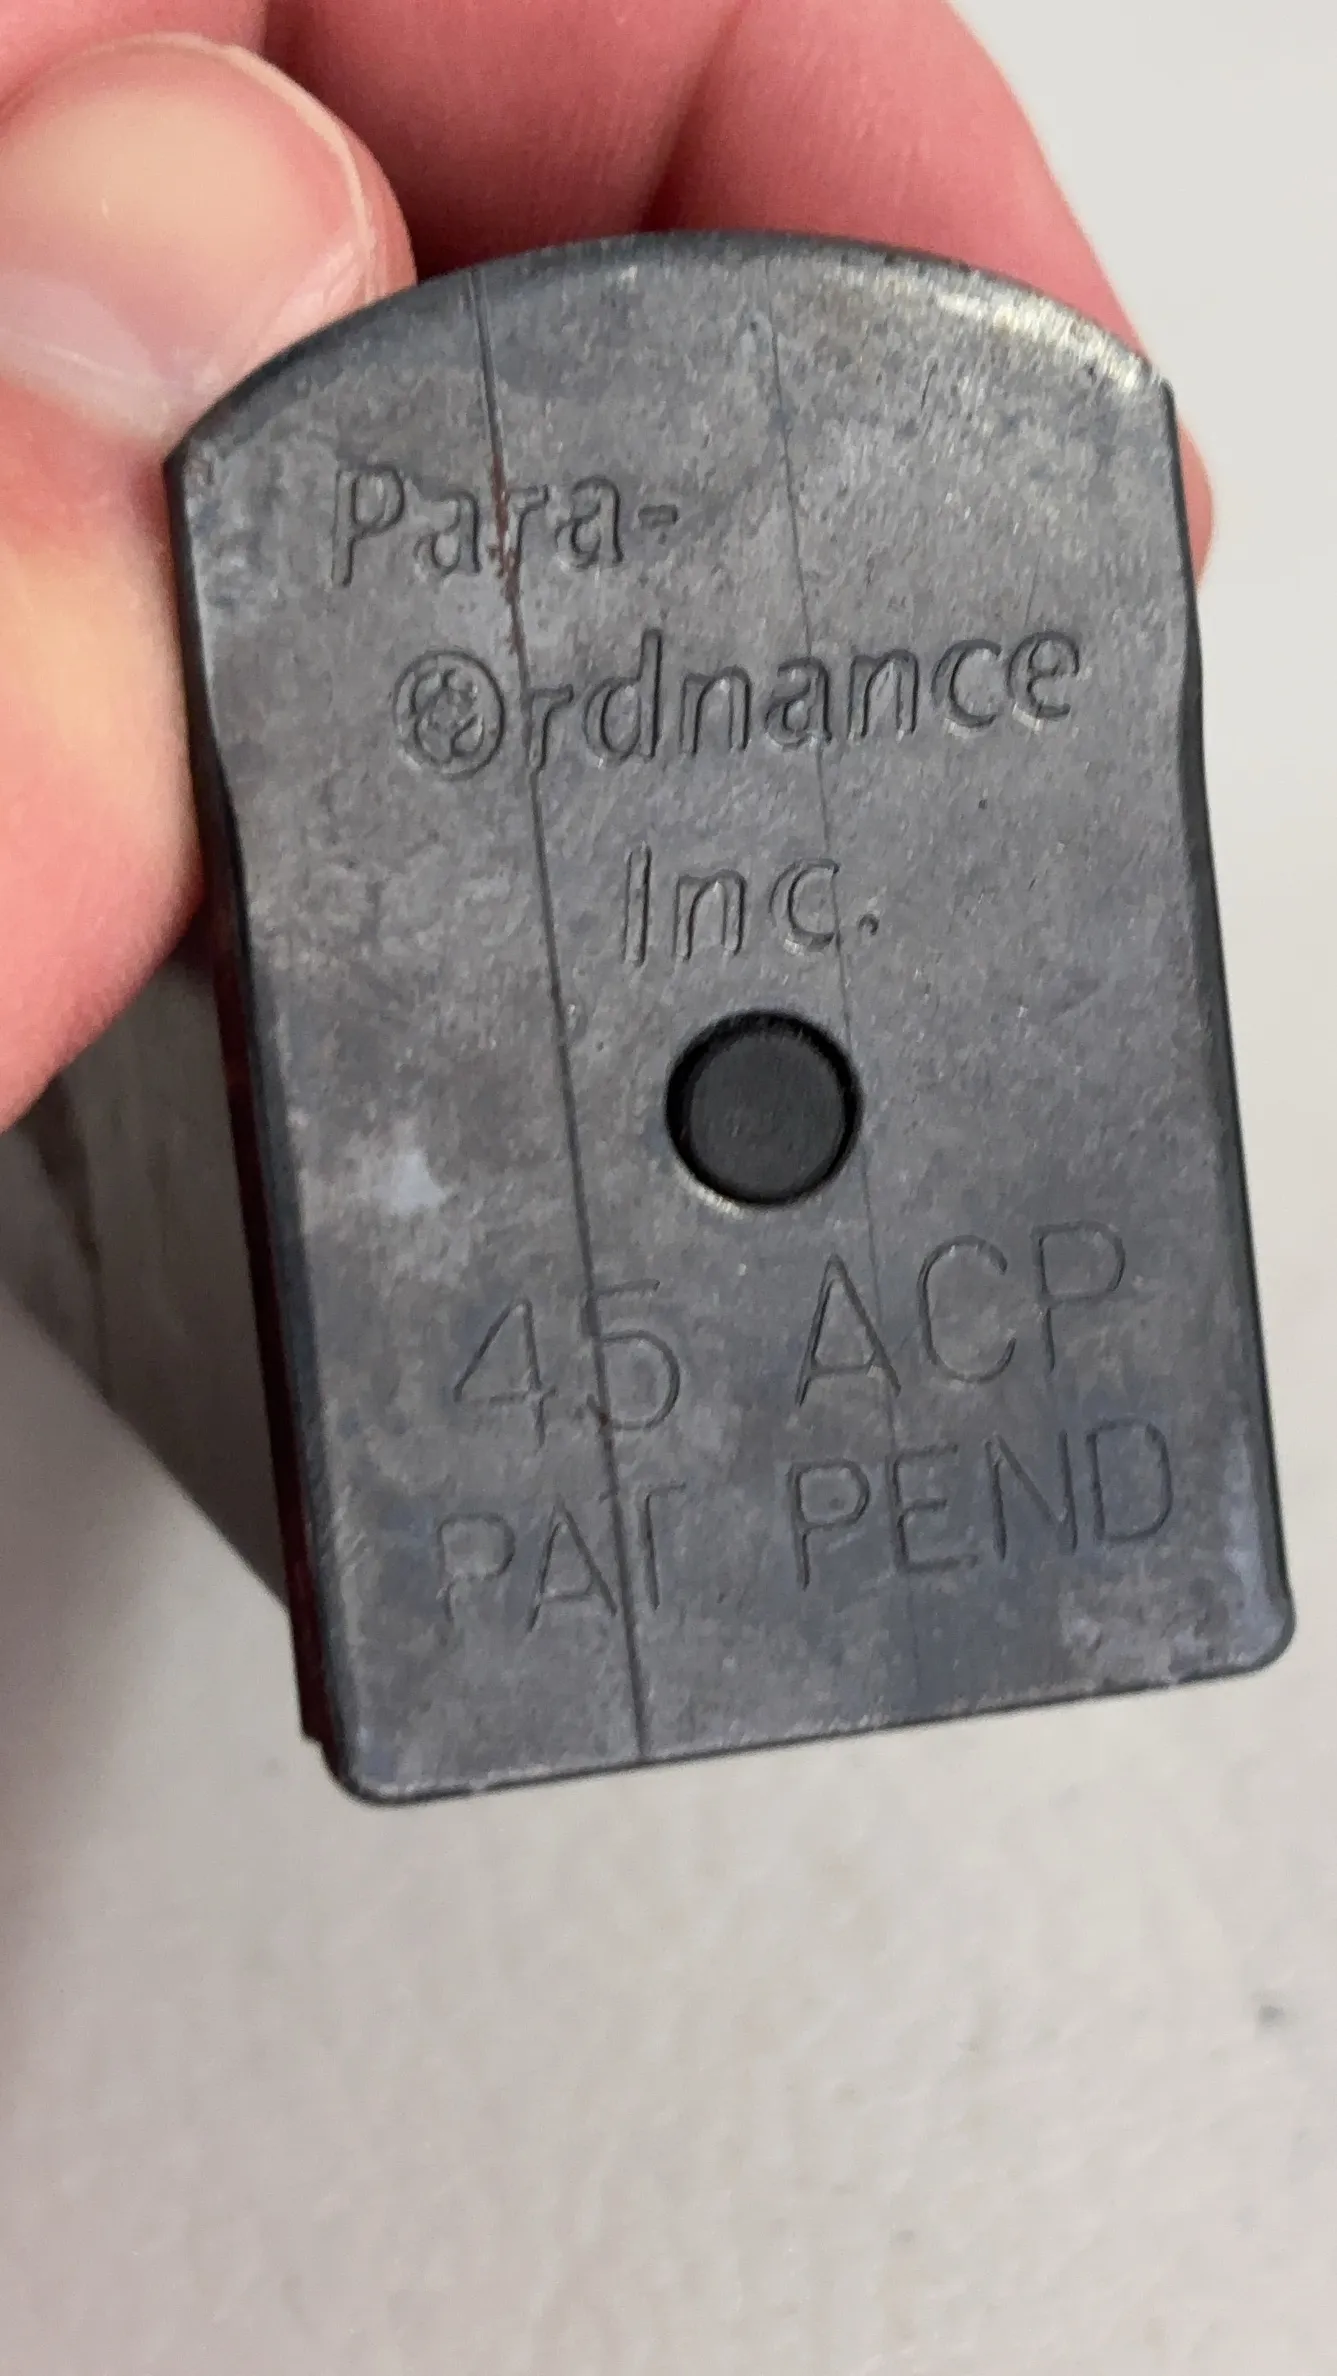 Para-
Ordnance
Inc.
45 ACP
PAT PEND